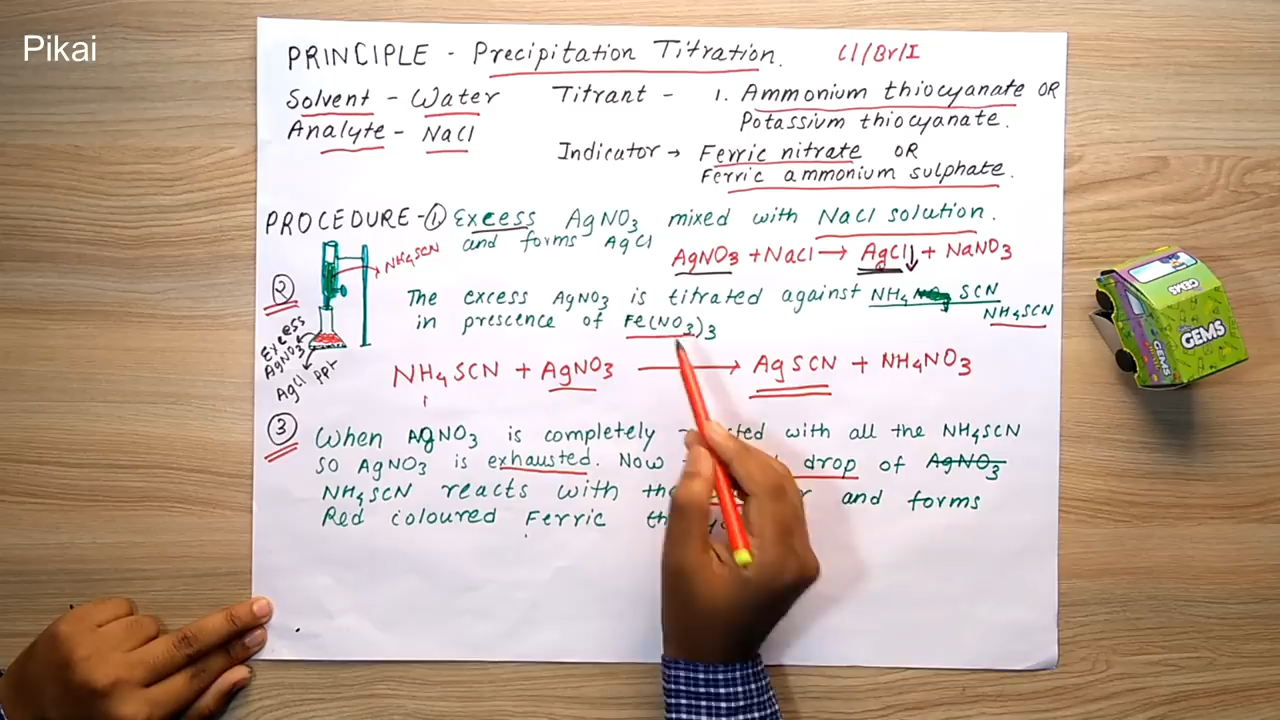 Pikai
PRINCIPLE - Precipitation Titration. Cl/Br/I
Solvent - Water Titrant - 1. Ammonium thiocyanate OR
Potassium thiocyanate.
Analyte - NaCl
Indicator → Ferric nitrate OR
Ferric ammonium sulphate.
PROCEDURE - ① Excess AgNO3 mixed with NaCl solution.
and forms AgCl
AgNO3 + NaCl → AgCl↓ + NaNO3
NH4SCN
② The excess AgNO3 is titrated against NH4 SCN
NH4SCN
in prescence of Fe(NO3)3
Excess
AgNO3
AgCl ppt
NH4SCN + AgNO3 → AgSCN + NH4NO3
③ When AgNO3 is completely with all the NH4SCN
so AgNO3 is exhausted. Now drop of AgNO3
NH4SCN reacts with the and forms
Red coloured Ferric
GEMS
GEMS
GEMS